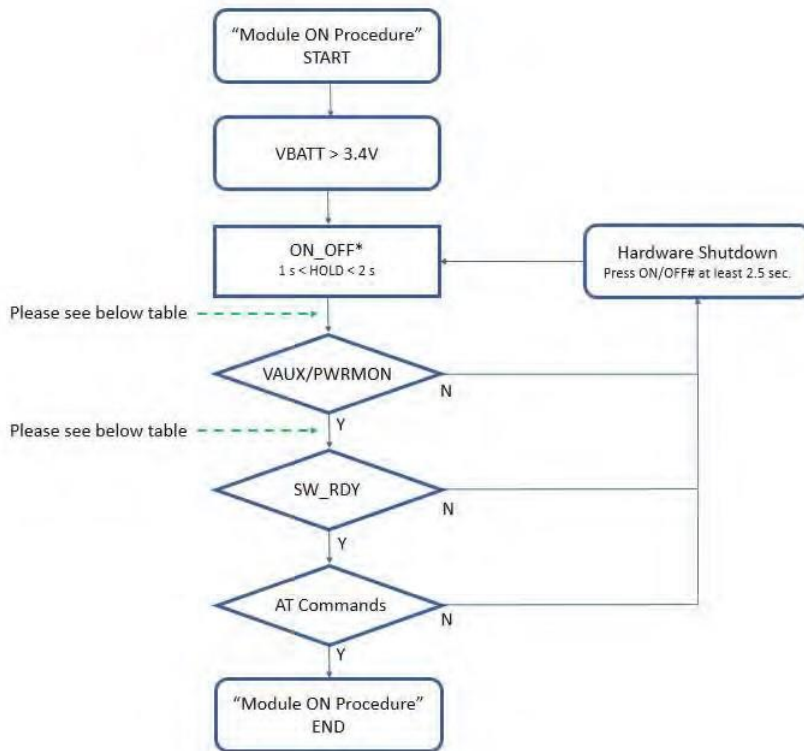 “Module ON Procedure”
START
VBATT > 3.4V
ON_OFF*
1 s < HOLD < 2 s
Hardware Shutdown
Press ON/OFF# at least 2.5 sec.
Please see below table
VAUX/PWRMON
N
Y
Please see below table
SW_RDY
N
Y
AT Commands
N
Y
“Module ON Procedure”
END